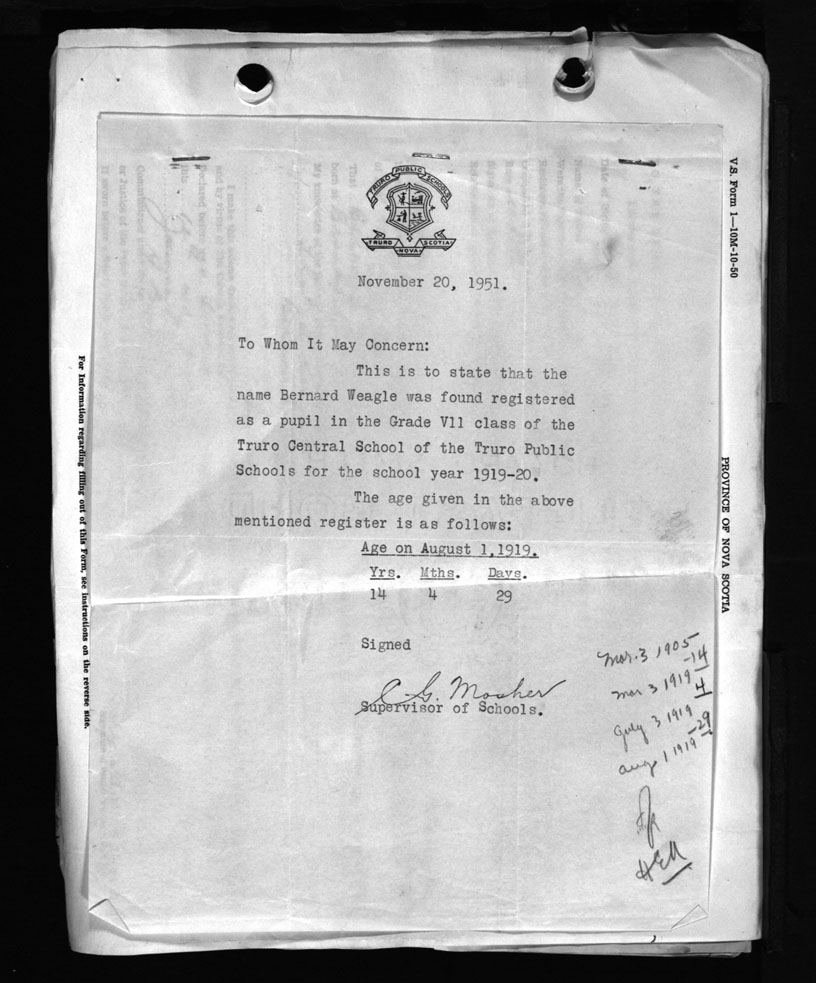 TRURO PUBLIC SCHOOLS
TRURO NOVA SCOTIA
November 20, 1951.
To Whom It May Concern:
This is to state that the
name Bernard Weagle was found registered
as a pupil in the Grade V11 class of the
Truro Central School of the Truro Public
Schools for the school year 1919-20.
The age given in the above
mentioned register is as follows:
Age on August 1,1919.
Yrs. Mths. Days.
14 4 29
Signed
C G. Mosher
Supervisor of Schools.
Mar. 3 1905
-14
Mar 3 1919
4
July 3 1919
-29
Aug 1 1919
V.S. Form 1—10M-10-50
PROVINCE OF NOVA SCOTIA
For Information regarding filling out of this Form, see instructions on the reverse side.